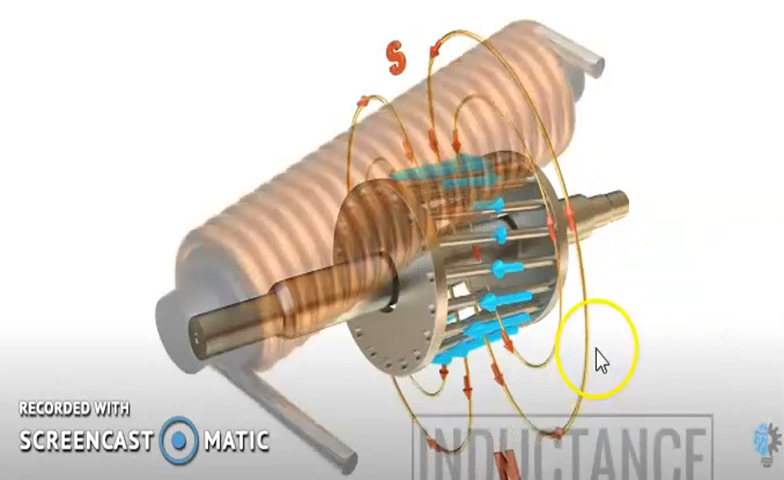 S
RECORDED WITH
SCREENCAST MATIC
INDUCTANCE
N